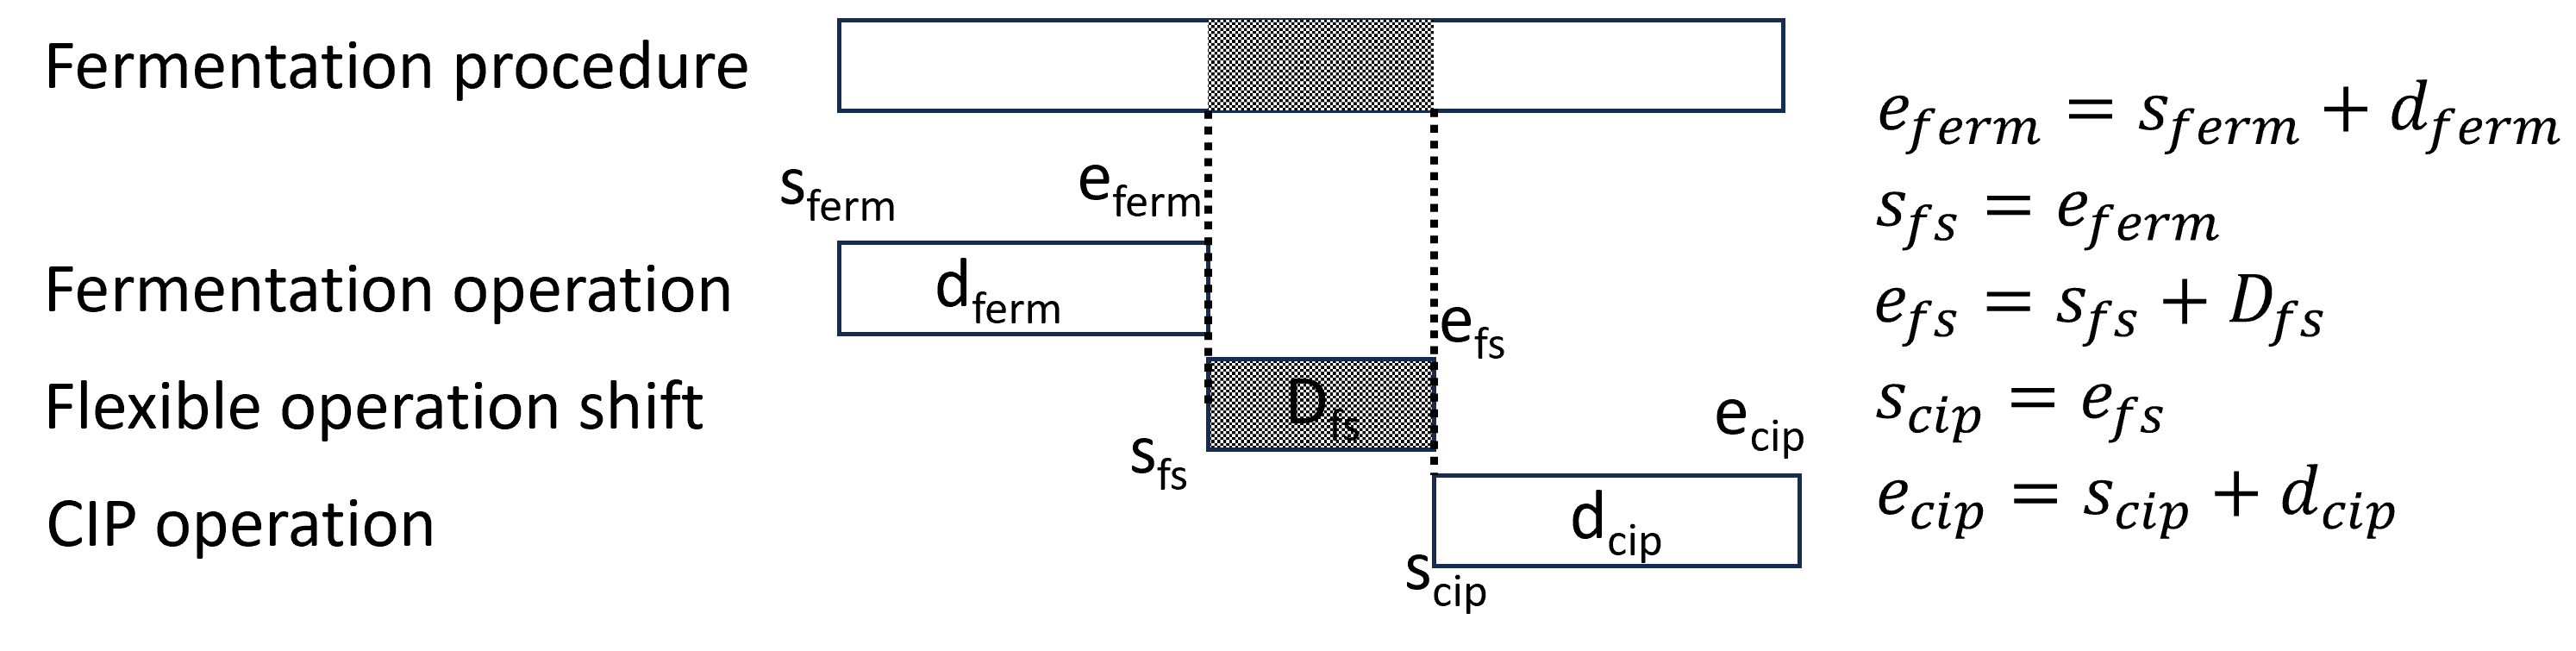 Fermentation procedure
e_ferm = s_ferm + d_ferm
s_ferm e_ferm
s_fs = e_ferm
Fermentation operation d_ferm
e_fs = s_fs + D_fs
e_fs
Flexible operation shift D_fs
s_cip = e_fs
e_cip
s_fs
CIP operation d_cip
e_cip = s_cip + d_cip
s_cip